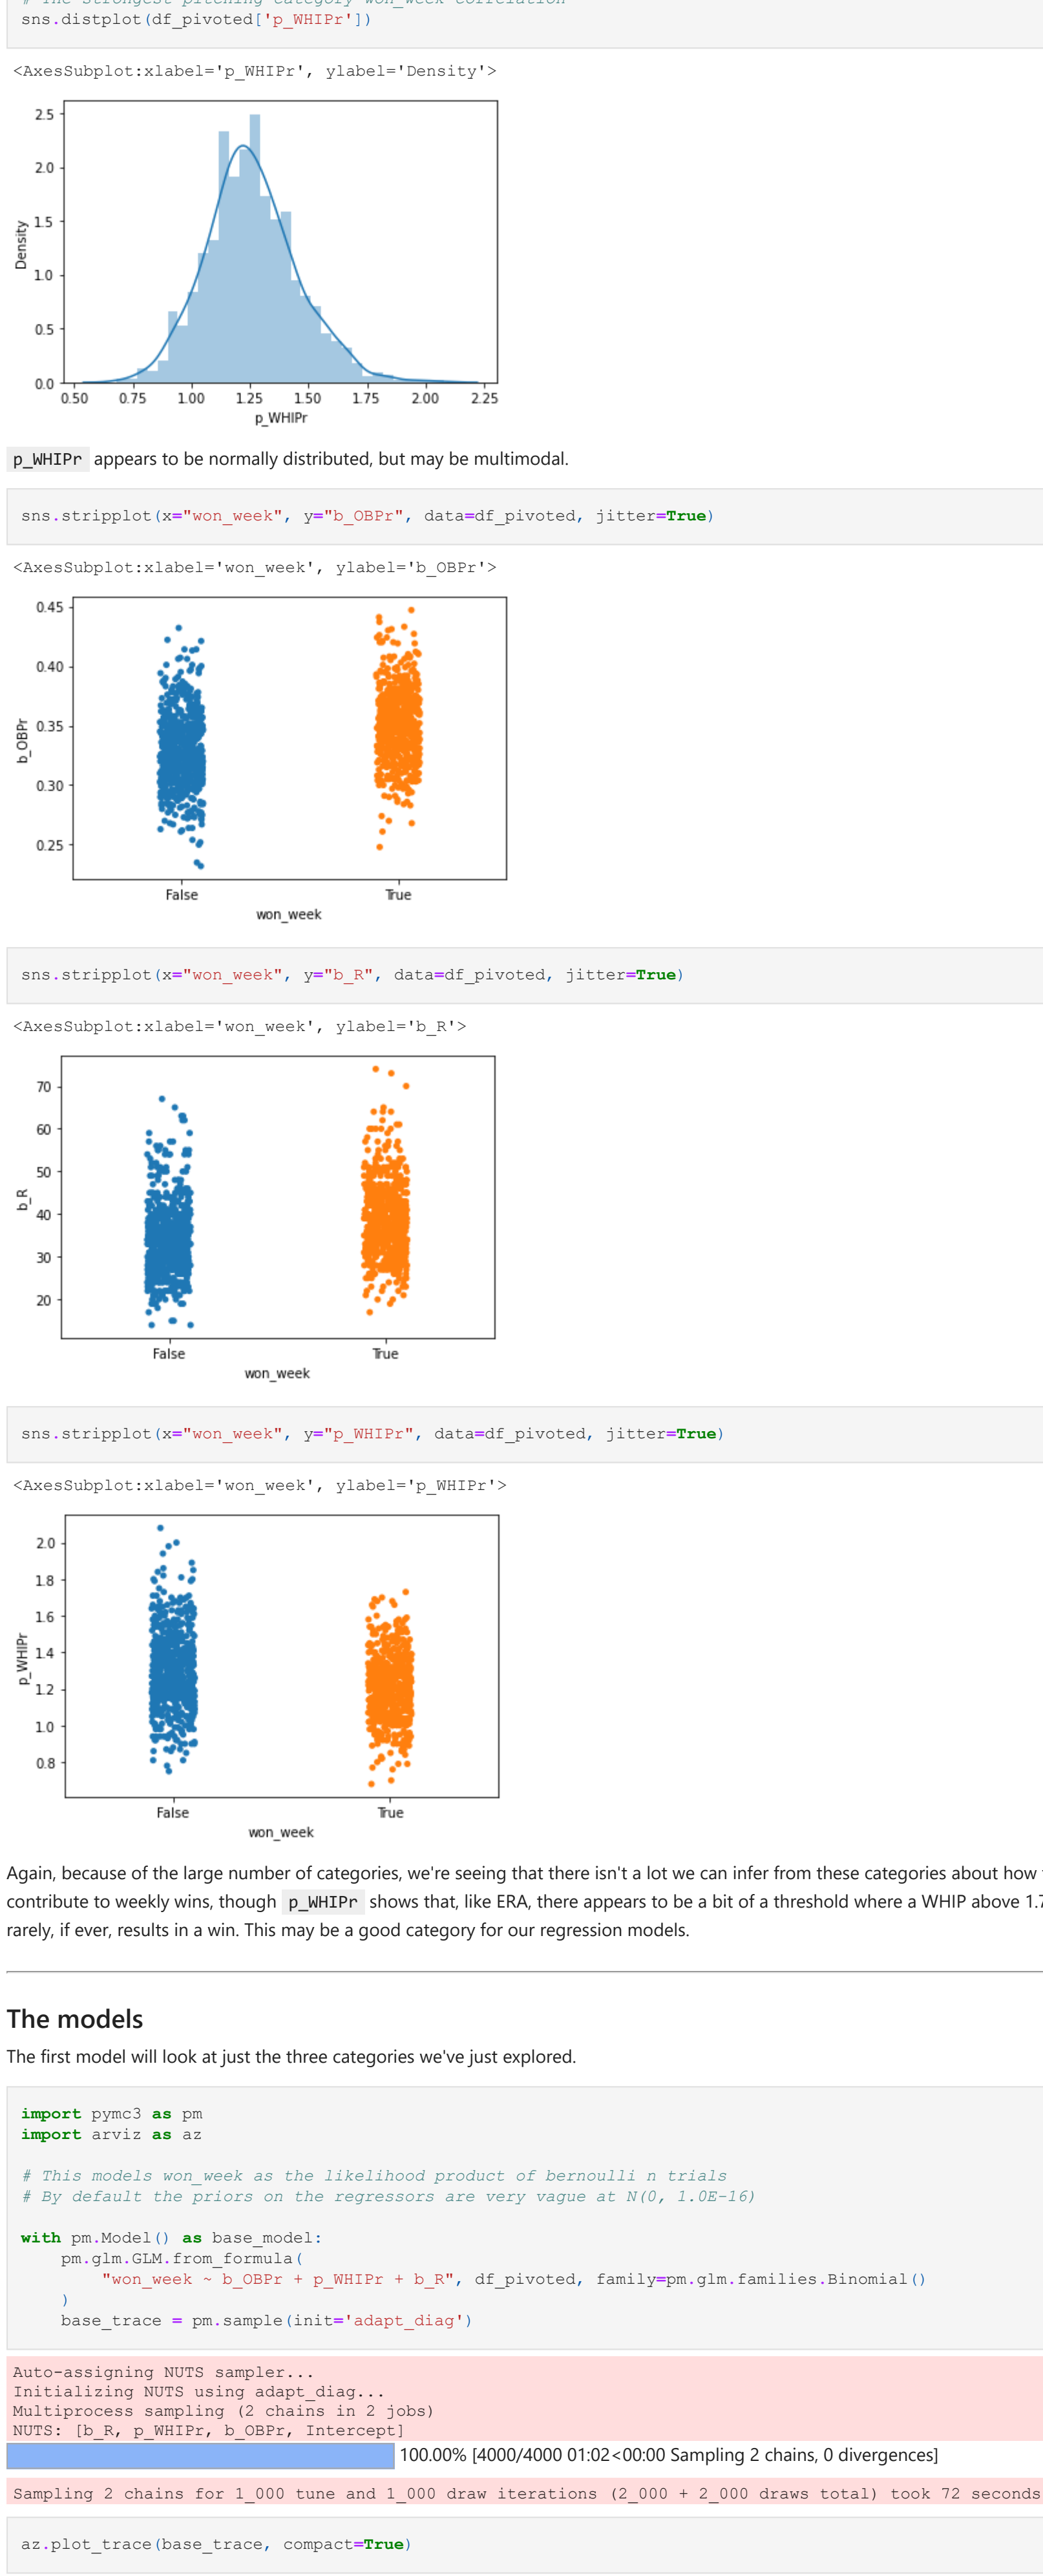 # The strongest pitching category won_week correlation
sns.distplot(df_pivoted['p_WHIPr'])
<AxesSubplot:xlabel='p_WHIPr', ylabel='Density'>
2.5
2.0
1.5
1.0
0.5
0.0
Density
0.50 0.75 1.00 1.25 1.50 1.75 2.00 2.25
p_WHIPr
p_WHIPr appears to be normally distributed, but may be multimodal.
sns.stripplot(x="won_week", y="b_OBPr", data=df_pivoted, jitter=True)
<AxesSubplot:xlabel='won_week', ylabel='b_OBPr'>
0.45
0.40
0.35
0.30
0.25
b_OBPr
False True
won_week
sns.stripplot(x="won_week", y="b_R", data=df_pivoted, jitter=True)
<AxesSubplot:xlabel='won_week', ylabel='b_R'>
70
60
50
40
30
20
b_R
False True
won_week
sns.stripplot(x="won_week", y="p_WHIPr", data=df_pivoted, jitter=True)
<AxesSubplot:xlabel='won_week', ylabel='p_WHIPr'>
2.0
1.8
1.6
1.4
1.2
1.0
0.8
p_WHIPr
False True
won_week
Again, because of the large number of categories, we're seeing that there isn't a lot we can infer from these categories about how
contribute to weekly wins, though p_WHIPr shows that, like ERA, there appears to be a bit of a threshold where a WHIP above 1.7
rarely, if ever, results in a win. This may be a good category for our regression models.
The models
The first model will look at just the three categories we've just explored.
import pymc3 as pm
import arviz as az
# This models won_week as the likelihood product of bernoulli n trials
# By default the priors on the regressors are very vague at N(0, 1.0E-16)
with pm.Model() as base_model:
pm.glm.GLM.from_formula(
"won_week ~ b_OBPr + p_WHIPr + b_R", df_pivoted, family=pm.glm.families.Binomial()
)
base_trace = pm.sample(init='adapt_diag')
Auto-assigning NUTS sampler...
Initializing NUTS using adapt_diag...
Multiprocess sampling (2 chains in 2 jobs)
NUTS: [b_R, p_WHIPr, b_OBPr, Intercept]
100.00% [4000/4000 01:02<00:00 Sampling 2 chains, 0 divergences]
Sampling 2 chains for 1_000 tune and 1_000 draw iterations (2_000 + 2_000 draws total) took 72 seconds
az.plot_trace(base_trace, compact=True)